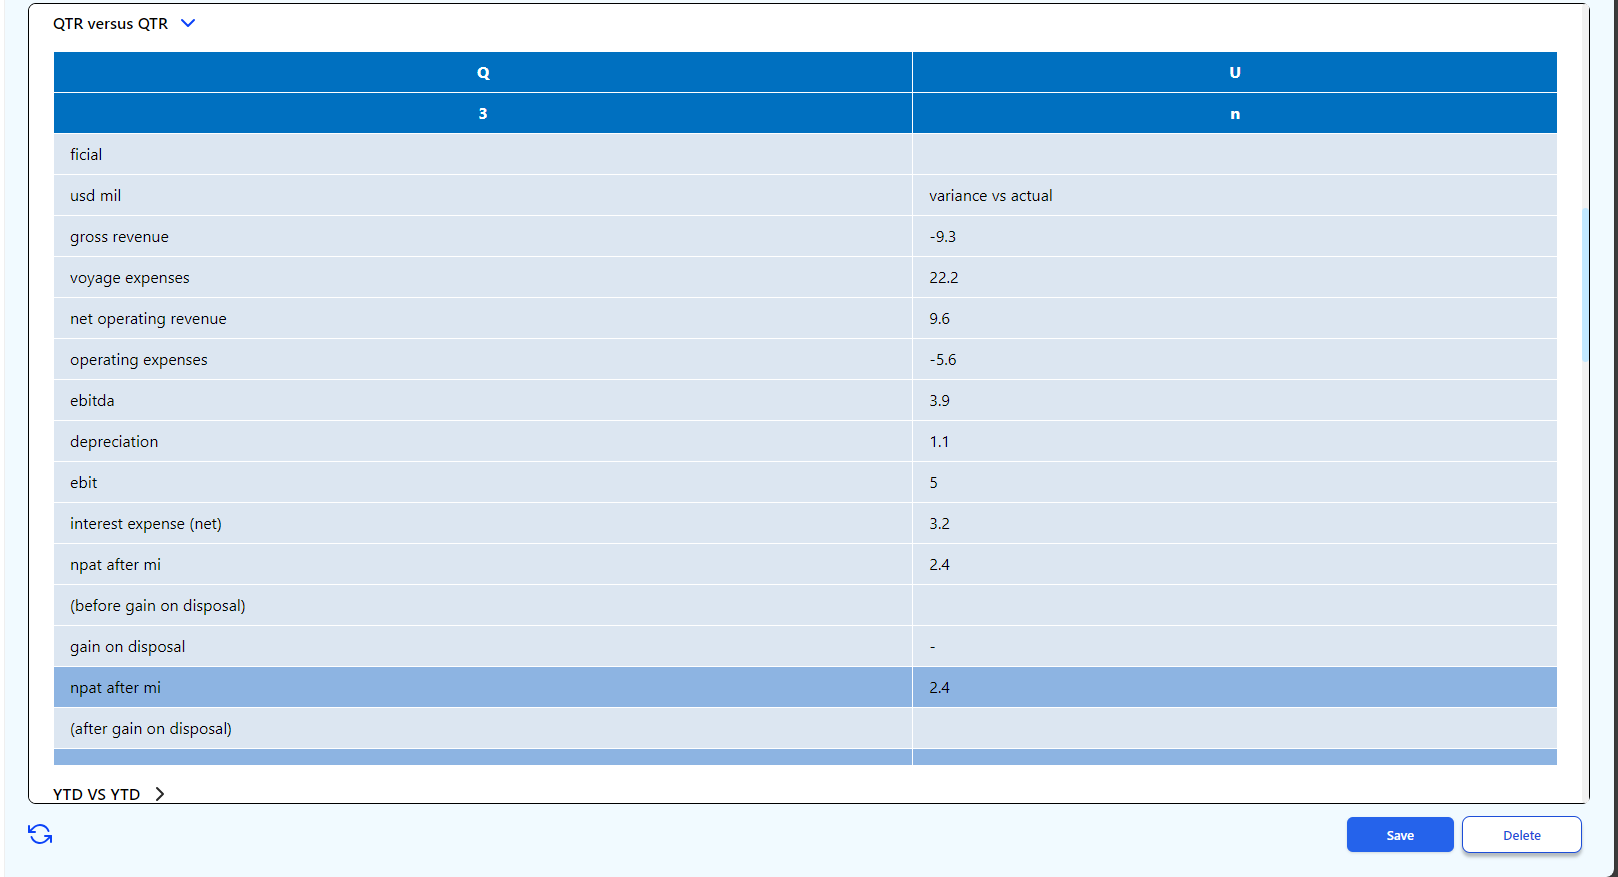 QTR versus QTR
Q U
3 n
ficial
usd mil variance vs actual
gross revenue -9.3
voyage expenses 22.2
net operating revenue 9.6
operating expenses -5.6
ebitda 3.9
depreciation 1.1
ebit 5
interest expense (net) 3.2
npat after mi 2.4
(before gain on disposal)
gain on disposal -
npat after mi 2.4
(after gain on disposal)
YTD VS YTD
Save Delete